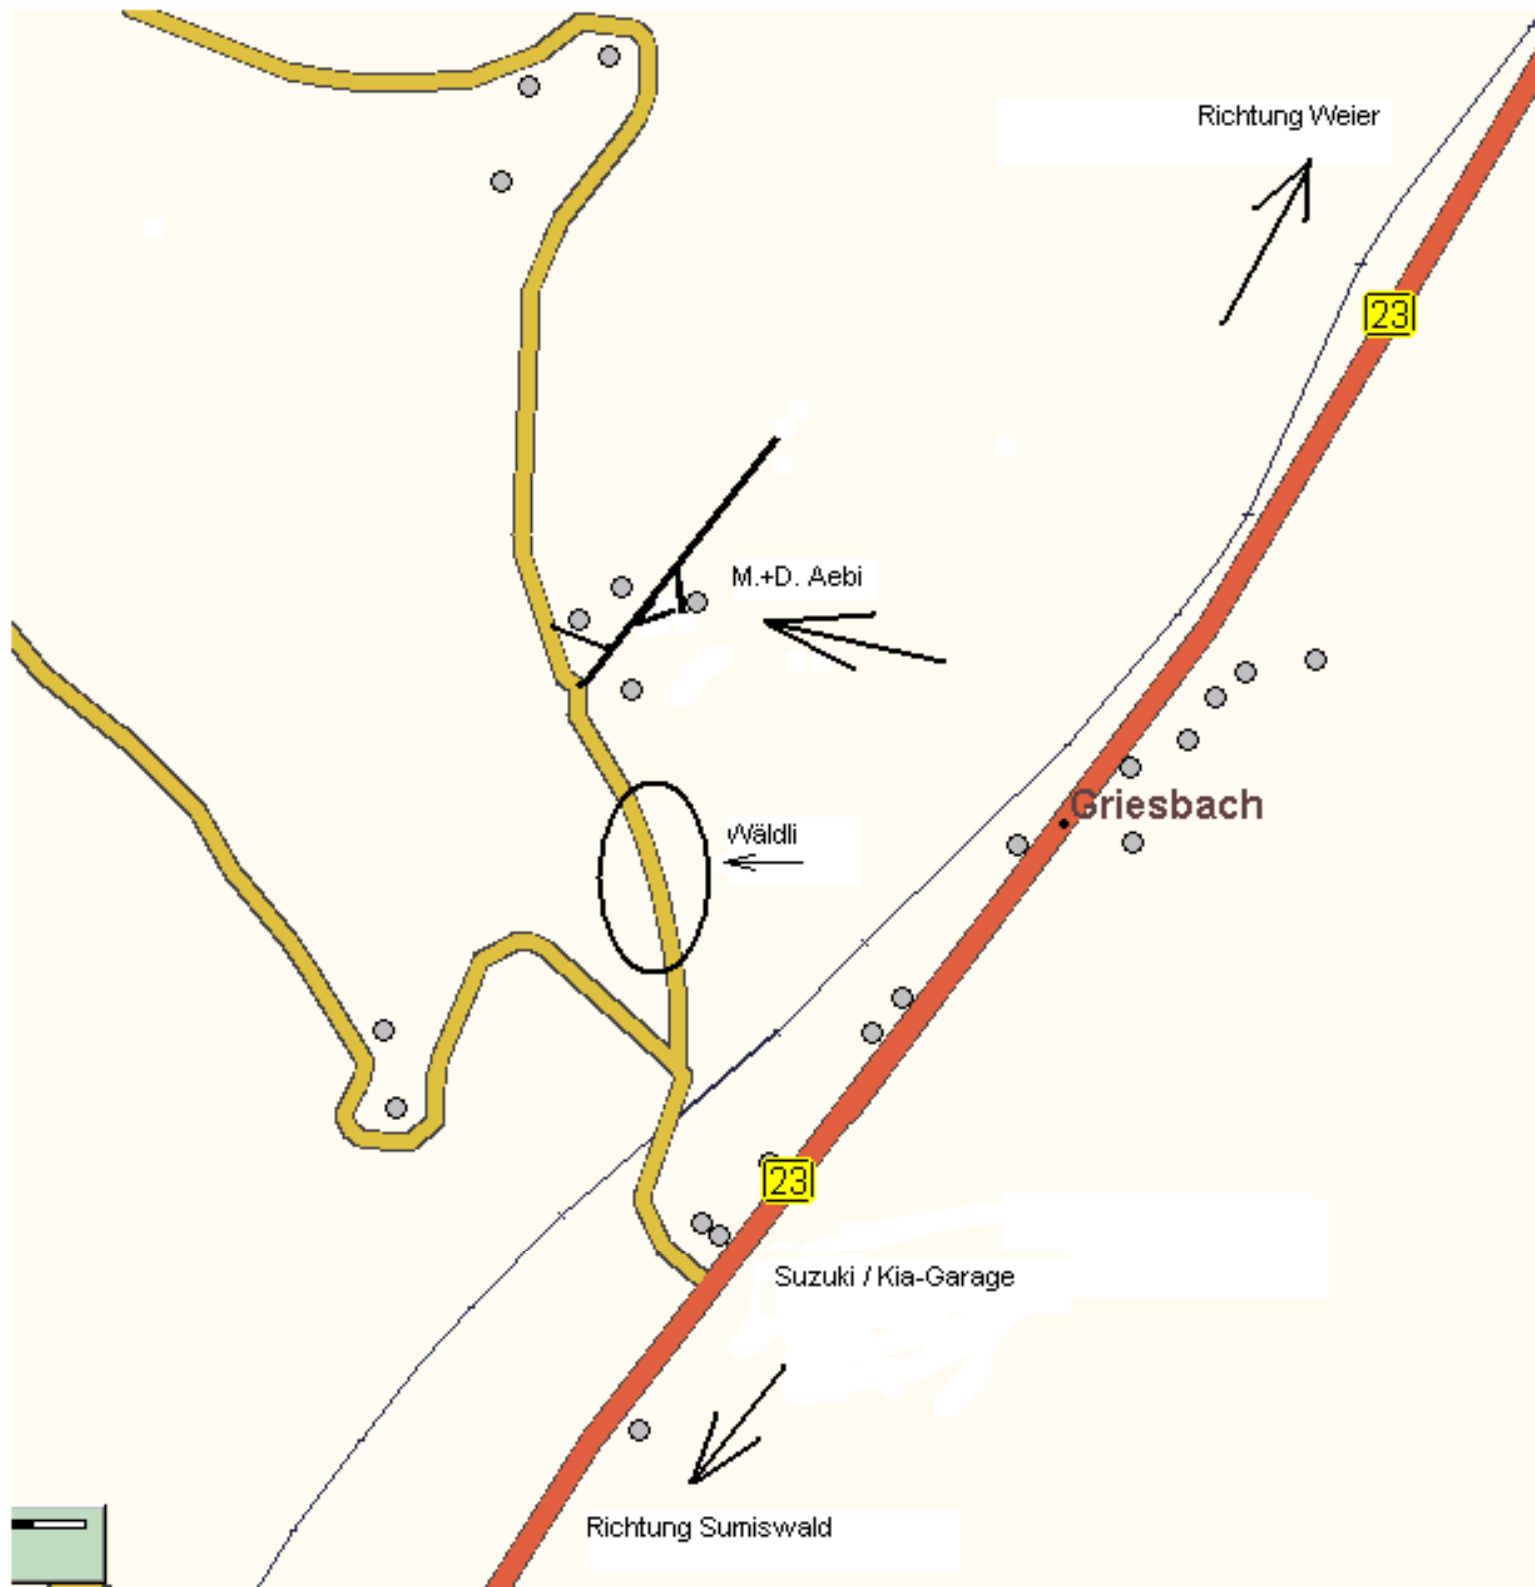 Richtung Weier
23
M.+D. Aebi
Griesbach
Wäldli
23
Suzuki / Kia-Garage
Richtung Sumiswald